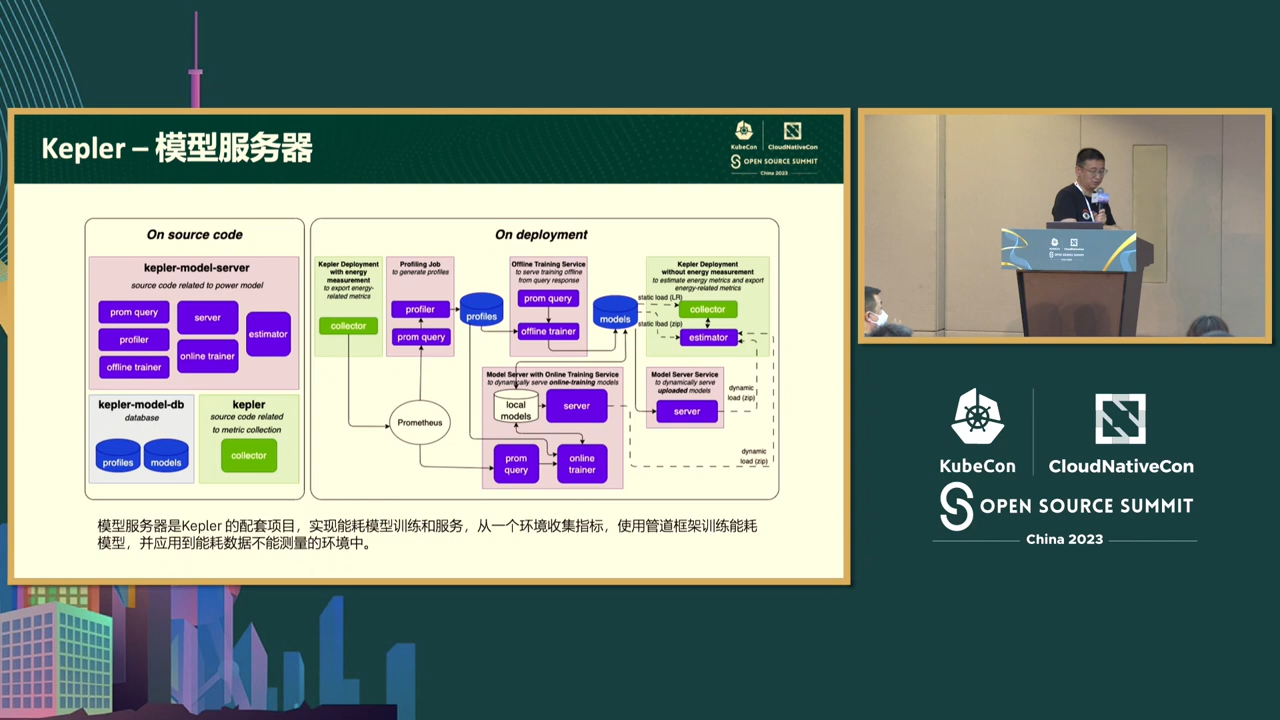 Kepler – 模型服务器
KubeCon
CloudNativeCon
OPEN SOURCE SUMMIT
China 2023
On source code
kepler-model-server
source code related to power model
prom query
server
profiler
estimator
online trainer
offline trainer
kepler-model-db
database
profiles
models
kepler
source code related
to metric collection
collector
On deployment
Kepler Deployment
with energy
measurement
to export energy-
related metrics
collector
Profiling Job
to generate profiles
profiler
prom query
profiles
Offline Training Service
to serve training offline
from query response
prom query
offline trainer
models
static load (LR)
static load (zip)
Kepler Deployment
without energy measurement
to estimate energy metrics and export
energy-related metrics
collector
estimator
Prometheus
Model Server with Online Training Service
to dynamically serve online-training models
local
models
server
prom
query
online
trainer
Model Server Service
to dynamically serve
uploaded models
server
dynamic
load (zip)
dynamic
load (zip)
模型服务器是Kepler 的配套项目，实现能耗模型训练和服务，从一个环境收集指标，使用管道框架训练能耗
模型，并应用到能耗数据不能测量的环境中。
KubeCon
CloudNativeCon
OPEN SOURCE SUMMIT
China 2023